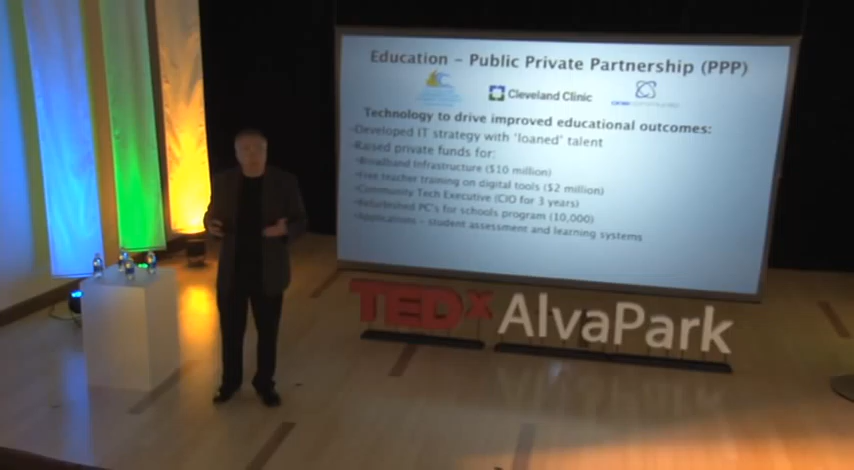 Education – Public Private Partnership (PPP)
Cleveland Clinic
Technology to drive improved educational outcomes:
•Developed IT strategy with 'loaned' talent
•Raised private funds for:
•Broadband Infrastructure ($10 million)
•Free teacher training on digital tools ($2 million)
•Community Tech Executive (CIO for 3 years)
•Refurbished PC's for schools program (10,000)
•Applications – student assessment and learning systems
TEDx AlvaPark